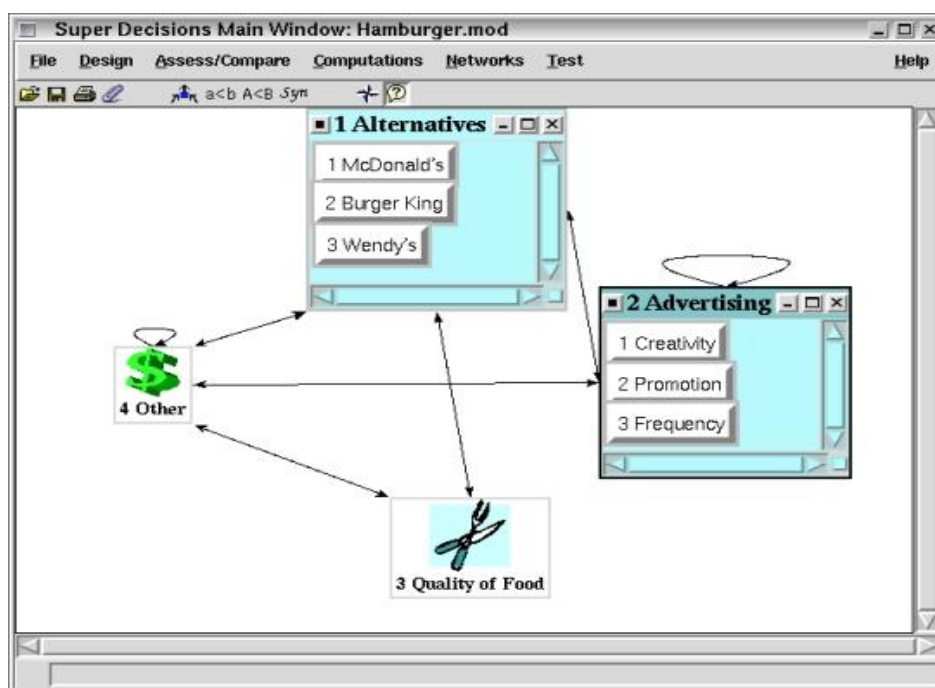 Super Decisions Main Window: Hamburger.mod
File Design Assess/Compare Computations Networks Test Help
a<b A<B Syn
1 Alternatives
1 McDonald's
2 Burger King
3 Wendy's
2 Advertising
1 Creativity
2 Promotion
3 Frequency
4 Other
3 Quality of Food